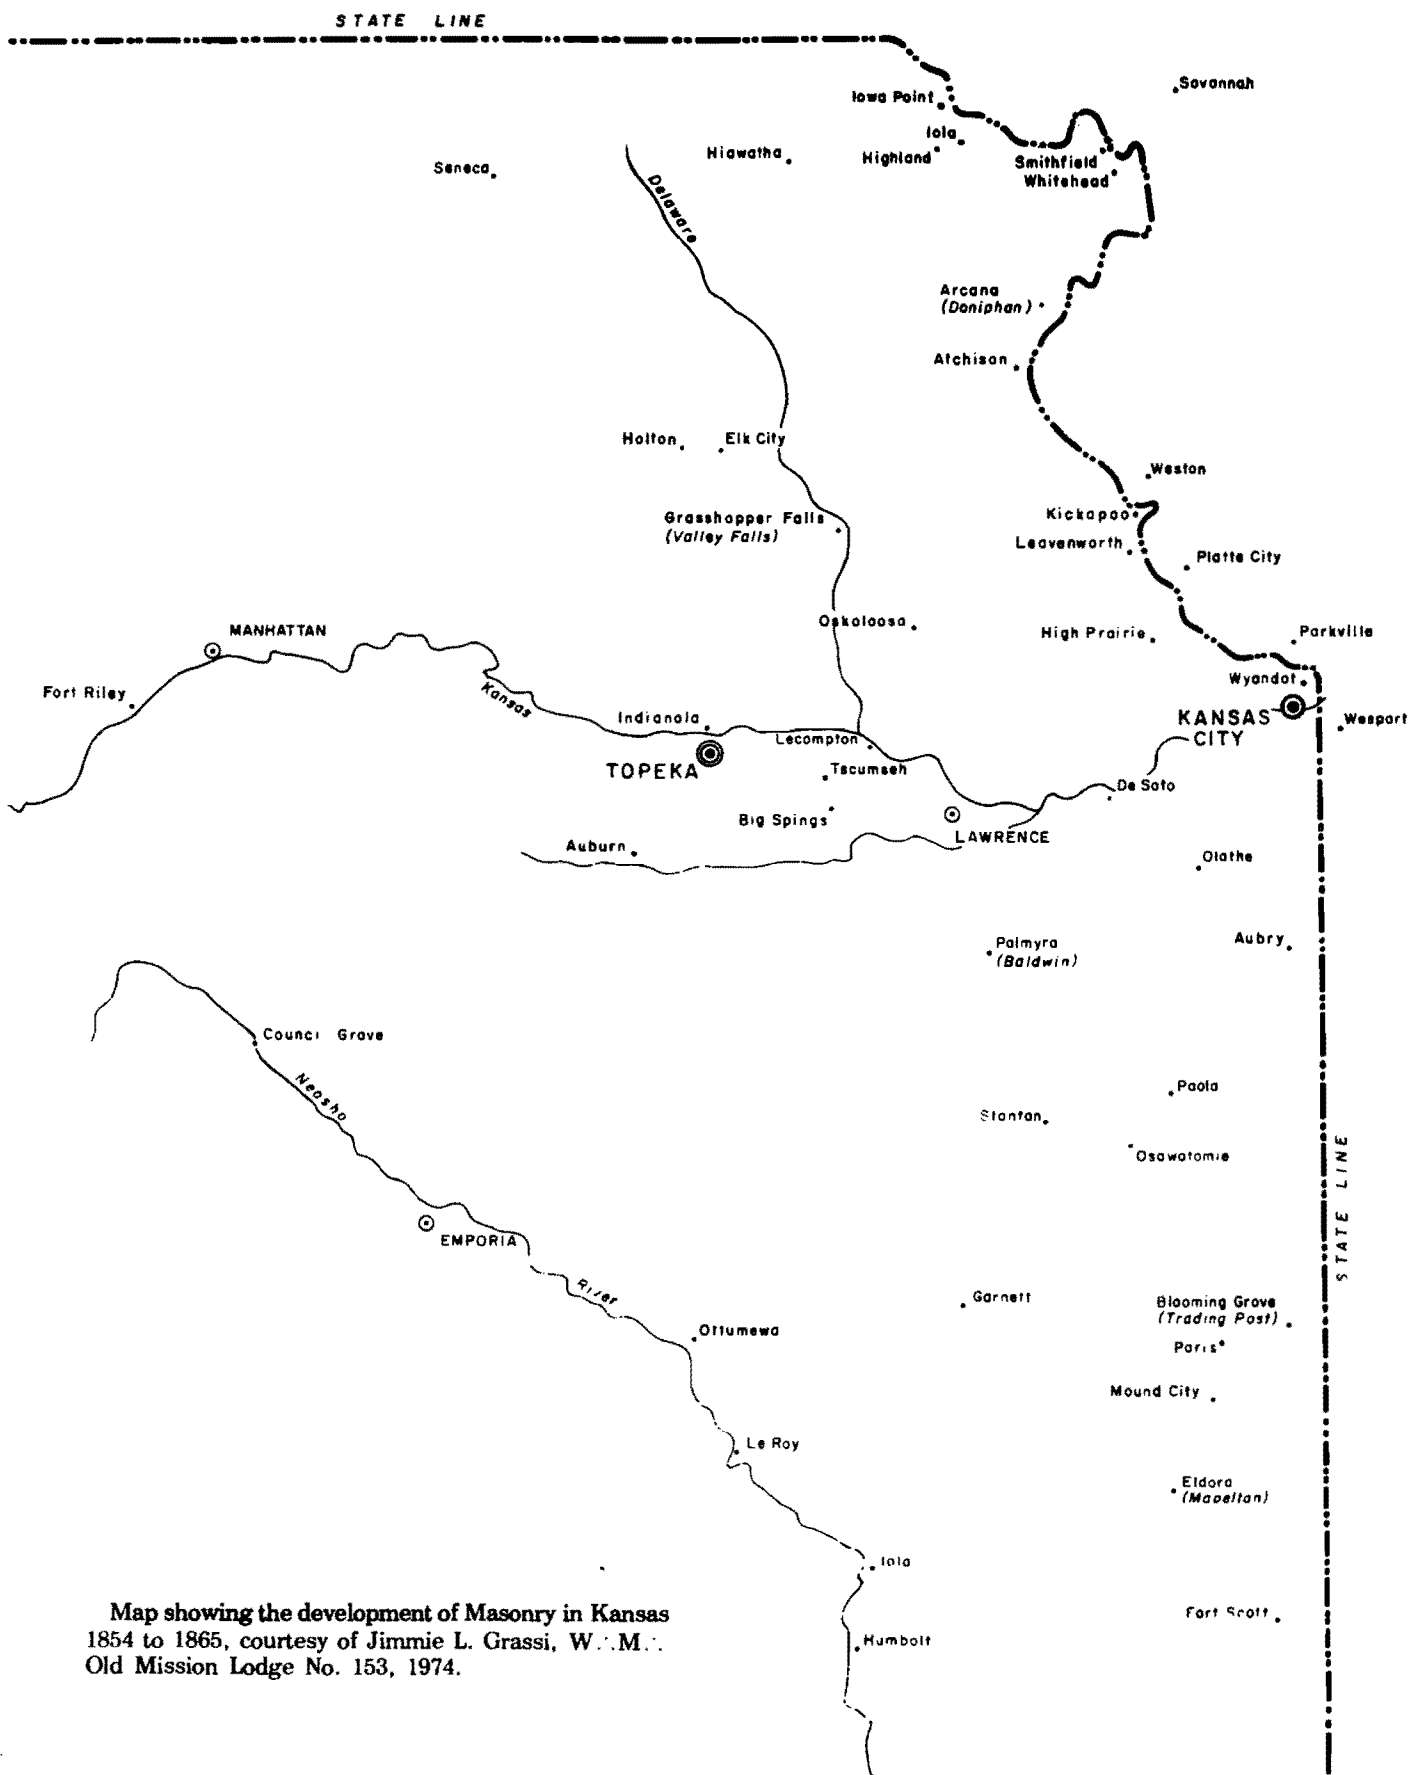 STATE LINE
Savannah
Iowa Point
Iola
Highland
Hiawatha
Seneca
Smithfield
Whitehead
Delaware
Arcana
(Doniphan)
Atchison
Holton
Elk City
Weston
Kickapoo
Grasshopper Falls
(Valley Falls)
Leavenworth
Platte City
Oskaloosa
High Prairie
Parkville
MANHATTAN
Wyandot
Fort Riley
Kansas
Indianola
KANSAS
CITY
Wesport
Lecompton
TOPEKA
Tecumseh
De Soto
Big Spings
LAWRENCE
Auburn
Olathe
Palmyra
(Baldwin)
Aubry
Council Grove
Neosho
Paola
Stanton
Osawatomie
STATE LINE
EMPORIA
River
Garnett
Blooming Grove
(Trading Post)
Ottumewa
Paris
Mound City
Le Roy
Eldora
(Mapeltan)
Iola
Fort Scott
Humbolt
Map showing the development of Masonry in Kansas
1854 to 1865, courtesy of Jimmie L. Grassi, W∴M∴
Old Mission Lodge No. 153, 1974.